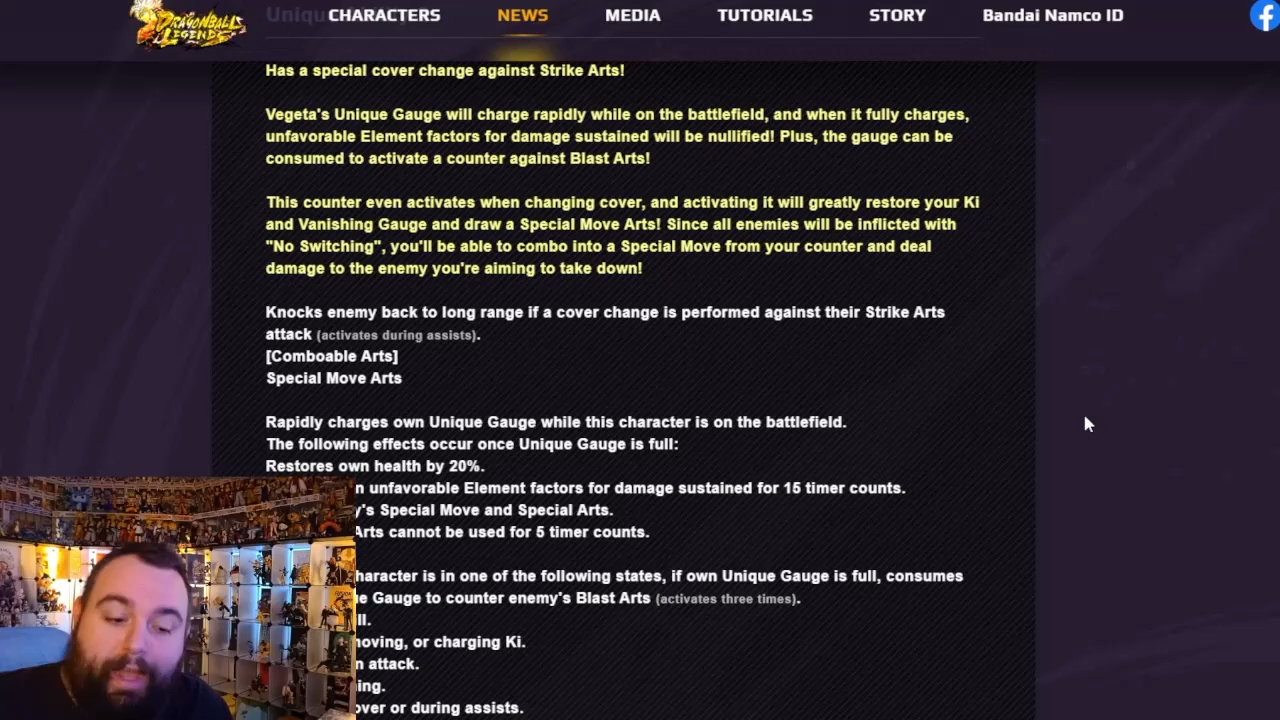 DRAGONBALL LEGENDS
CHARACTERS NEWS MEDIA TUTORIALS STORY Bandai Namco ID
Has a special cover change against Strike Arts!
Vegeta's Unique Gauge will charge rapidly while on the battlefield, and when it fully charges,
unfavorable Element factors for damage sustained will be nullified! Plus, the gauge can be
consumed to activate a counter against Blast Arts!
This counter even activates when changing cover, and activating it will greatly restore your Ki
and Vanishing Gauge and draw a Special Move Arts! Since all enemies will be inflicted with
"No Switching", you'll be able to combo into a Special Move from your counter and deal
damage to the enemy you're aiming to take down!
Knocks enemy back to long range if a cover change is performed against their Strike Arts
attack (activates during assists).
[Comboable Arts]
Special Move Arts
Rapidly charges own Unique Gauge while this character is on the battlefield.
The following effects occur once Unique Gauge is full:
Restores own health by 20%.
unfavorable Element factors for damage sustained for 15 timer counts.
y's Special Move and Special Arts.
Arts cannot be used for 5 timer counts.
haracter is in one of the following states, if own Unique Gauge is full, consumes
e Gauge to counter enemy's Blast Arts (activates three times).
ll.
moving, or charging Ki.
n attack.
ing.
over or during assists.